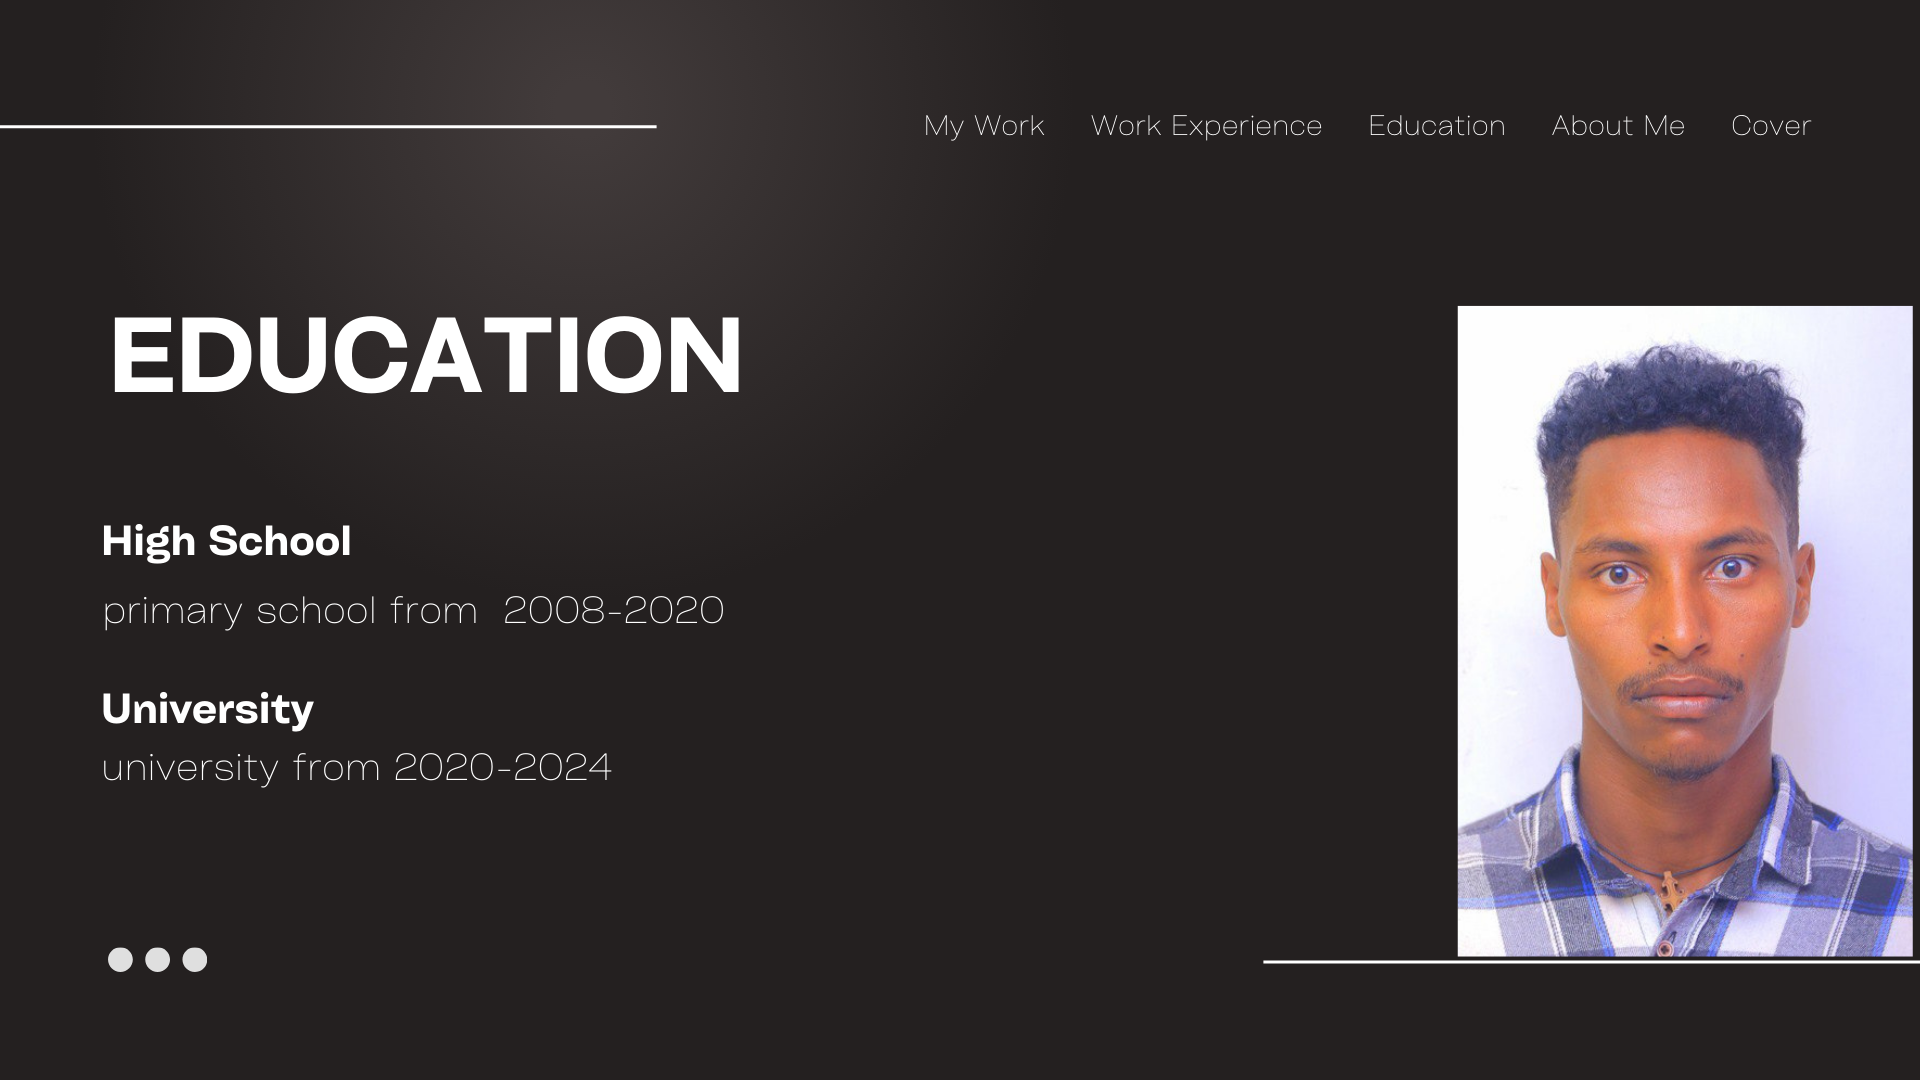 My Work Work Experience Education About Me Cover
EDUCATION
High School
primary school from 2008-2020
University
university from 2020-2024